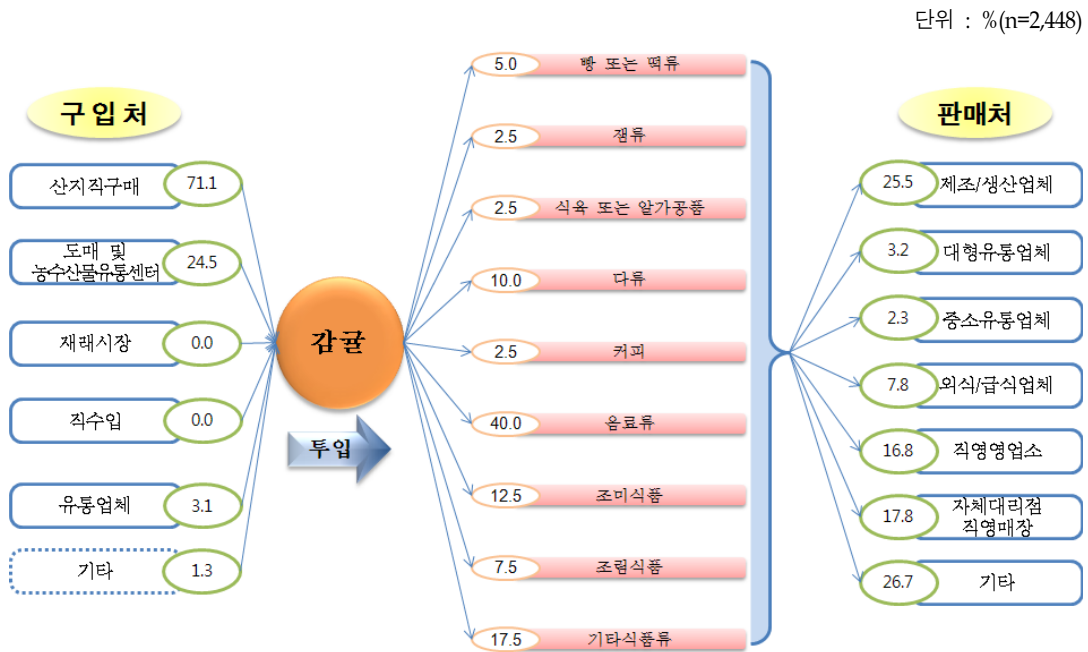 단위 : %(n=2,448)
구 입 처
산지직구매 71.1
도매 및
농수산물유통센터 24.5
재래시장 0.0
직수입 0.0
유통업체 3.1
기타 1.3
감귤
투입
5.0 빵 또는 떡류
2.5 잼류
2.5 식육 또는 알가공품
10.0 다류
2.5 커피
40.0 음료류
12.5 조미식품
7.5 조림식품
17.5 기타식품류
판매처
25.5 제조/생산업체
3.2 대형유통업체
2.3 중소유통업체
7.8 외식/급식업체
16.8 직영영업소
17.8 자체대리점
직영매장
26.7 기타